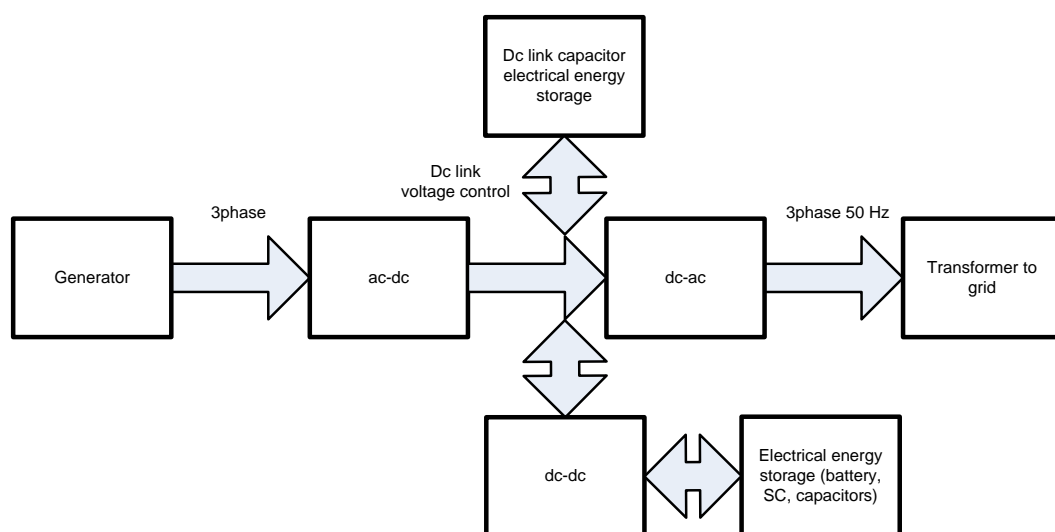 Dc link capacitor
electrical energy
storage
Dc link
voltage control
3phase
3phase 50 Hz
Generator
ac-dc
dc-ac
Transformer to
grid
dc-dc
Electrical energy
storage (battery,
SC, capacitors)